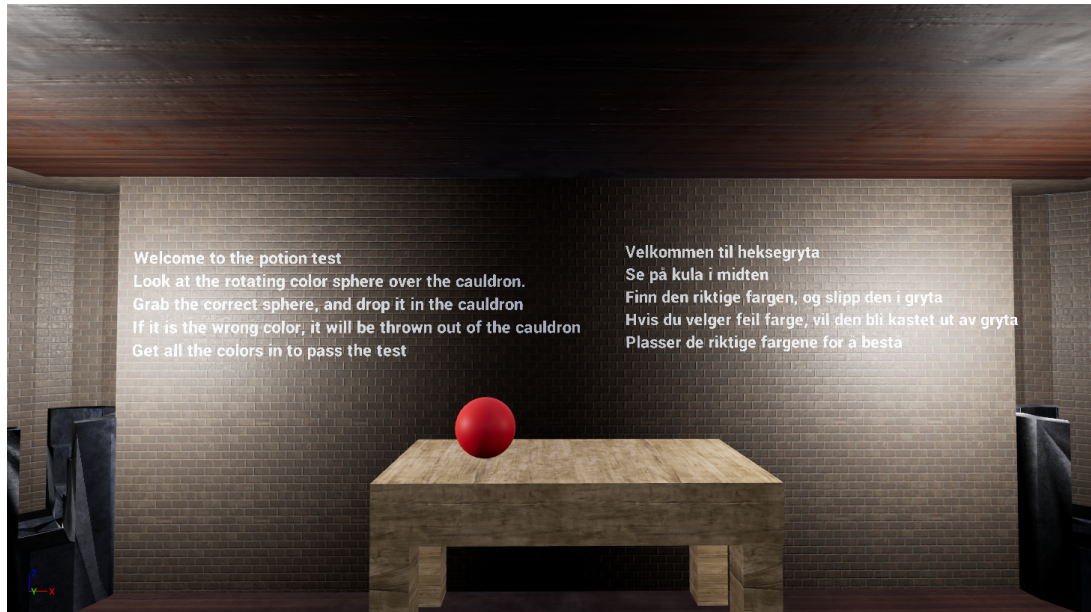 Welcome to the potion test
Look at the rotating color sphere over the cauldron.
Grab the correct sphere, and drop it in the cauldron
If it is the wrong color, it will be thrown out of the cauldron
Get all the colors in to pass the test
Velkommen til heksegryta
Se på kula i midten
Finn den riktige fargen, og slipp den i gryta
Hvis du velger feil farge, vil den bli kastet ut av gryta
Plasser de riktige fargene for å bestå
Z
Y
X